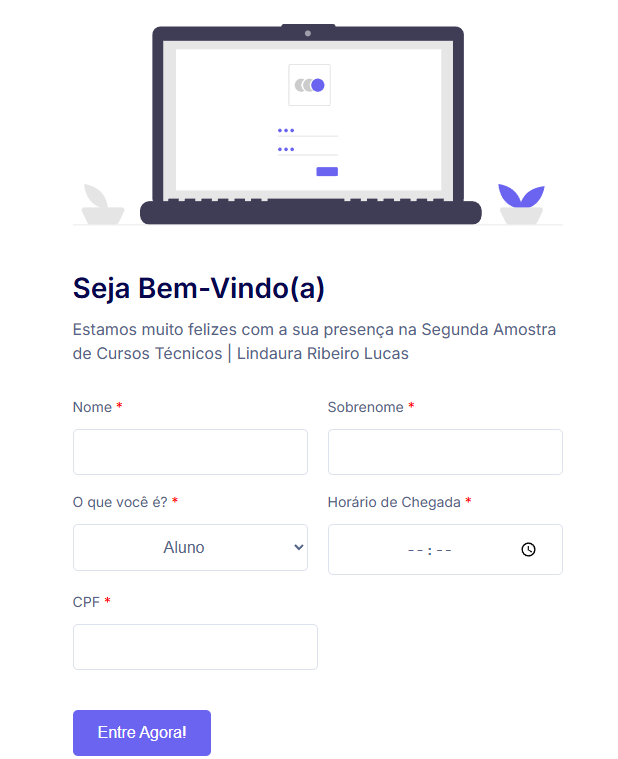 Seja Bem-Vindo(a)
Estamos muito felizes com a sua presença na Segunda Amostra
de Cursos Técnicos | Lindaura Ribeiro Lucas
Nome * Sobrenome *
O que você é? * Horário de Chegada *
Aluno --:--
CPF *
Entre Agora!